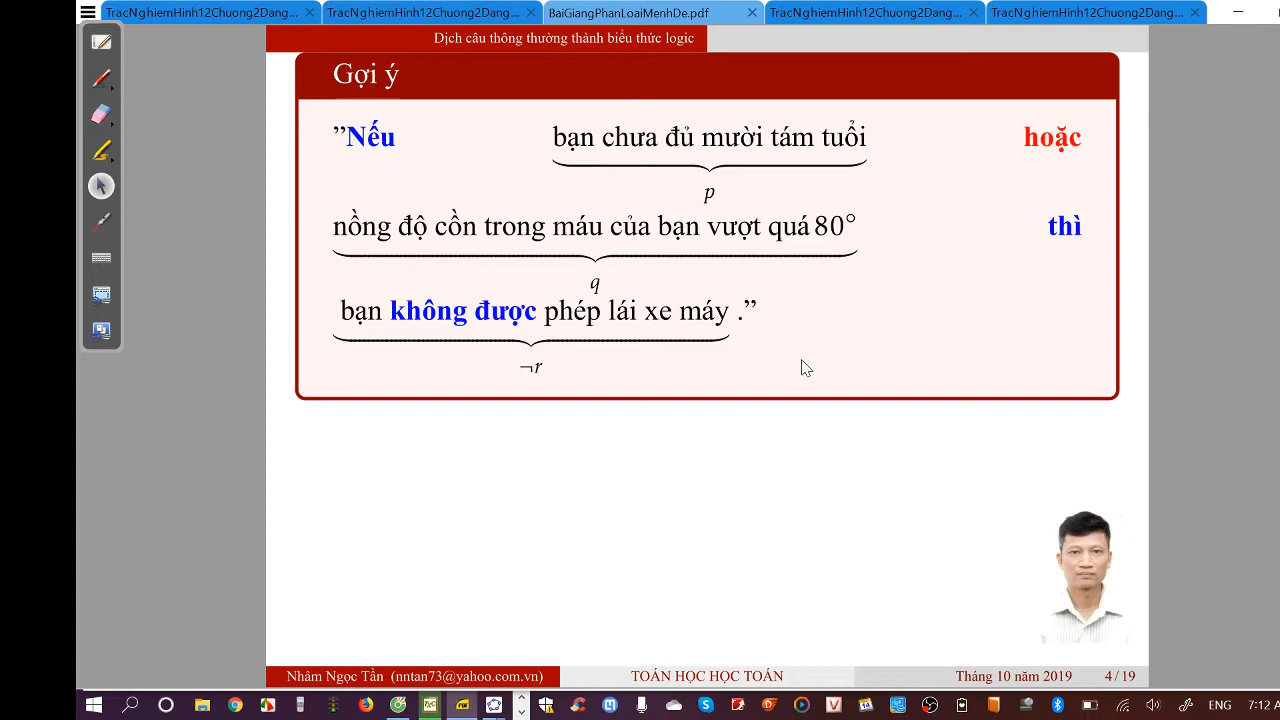 TracNghiemHinh12Chuong2Dang... TracNghiemHinh12Chuong2Dang... BaiGiangPhanLoaiMenhDe.pdf TracNghiemHinh12Chuong2Dang... TracNghiemHinh12Chuong2Dang...
Dịch câu thông thường thành biểu thức logic
Gợi ý
”Nếu bạn chưa đủ mười tám tuổi hoặc
p
nồng độ cồn trong máu của bạn vượt quá 80° thì
q
bạn không được phép lái xe máy .”
¬r
Nhâm Ngọc Tần (nntan73@yahoo.com.vn) TOÁN HỌC HỌC TOÁN Tháng 10 năm 2019 4 / 19
ENG 7:12 A